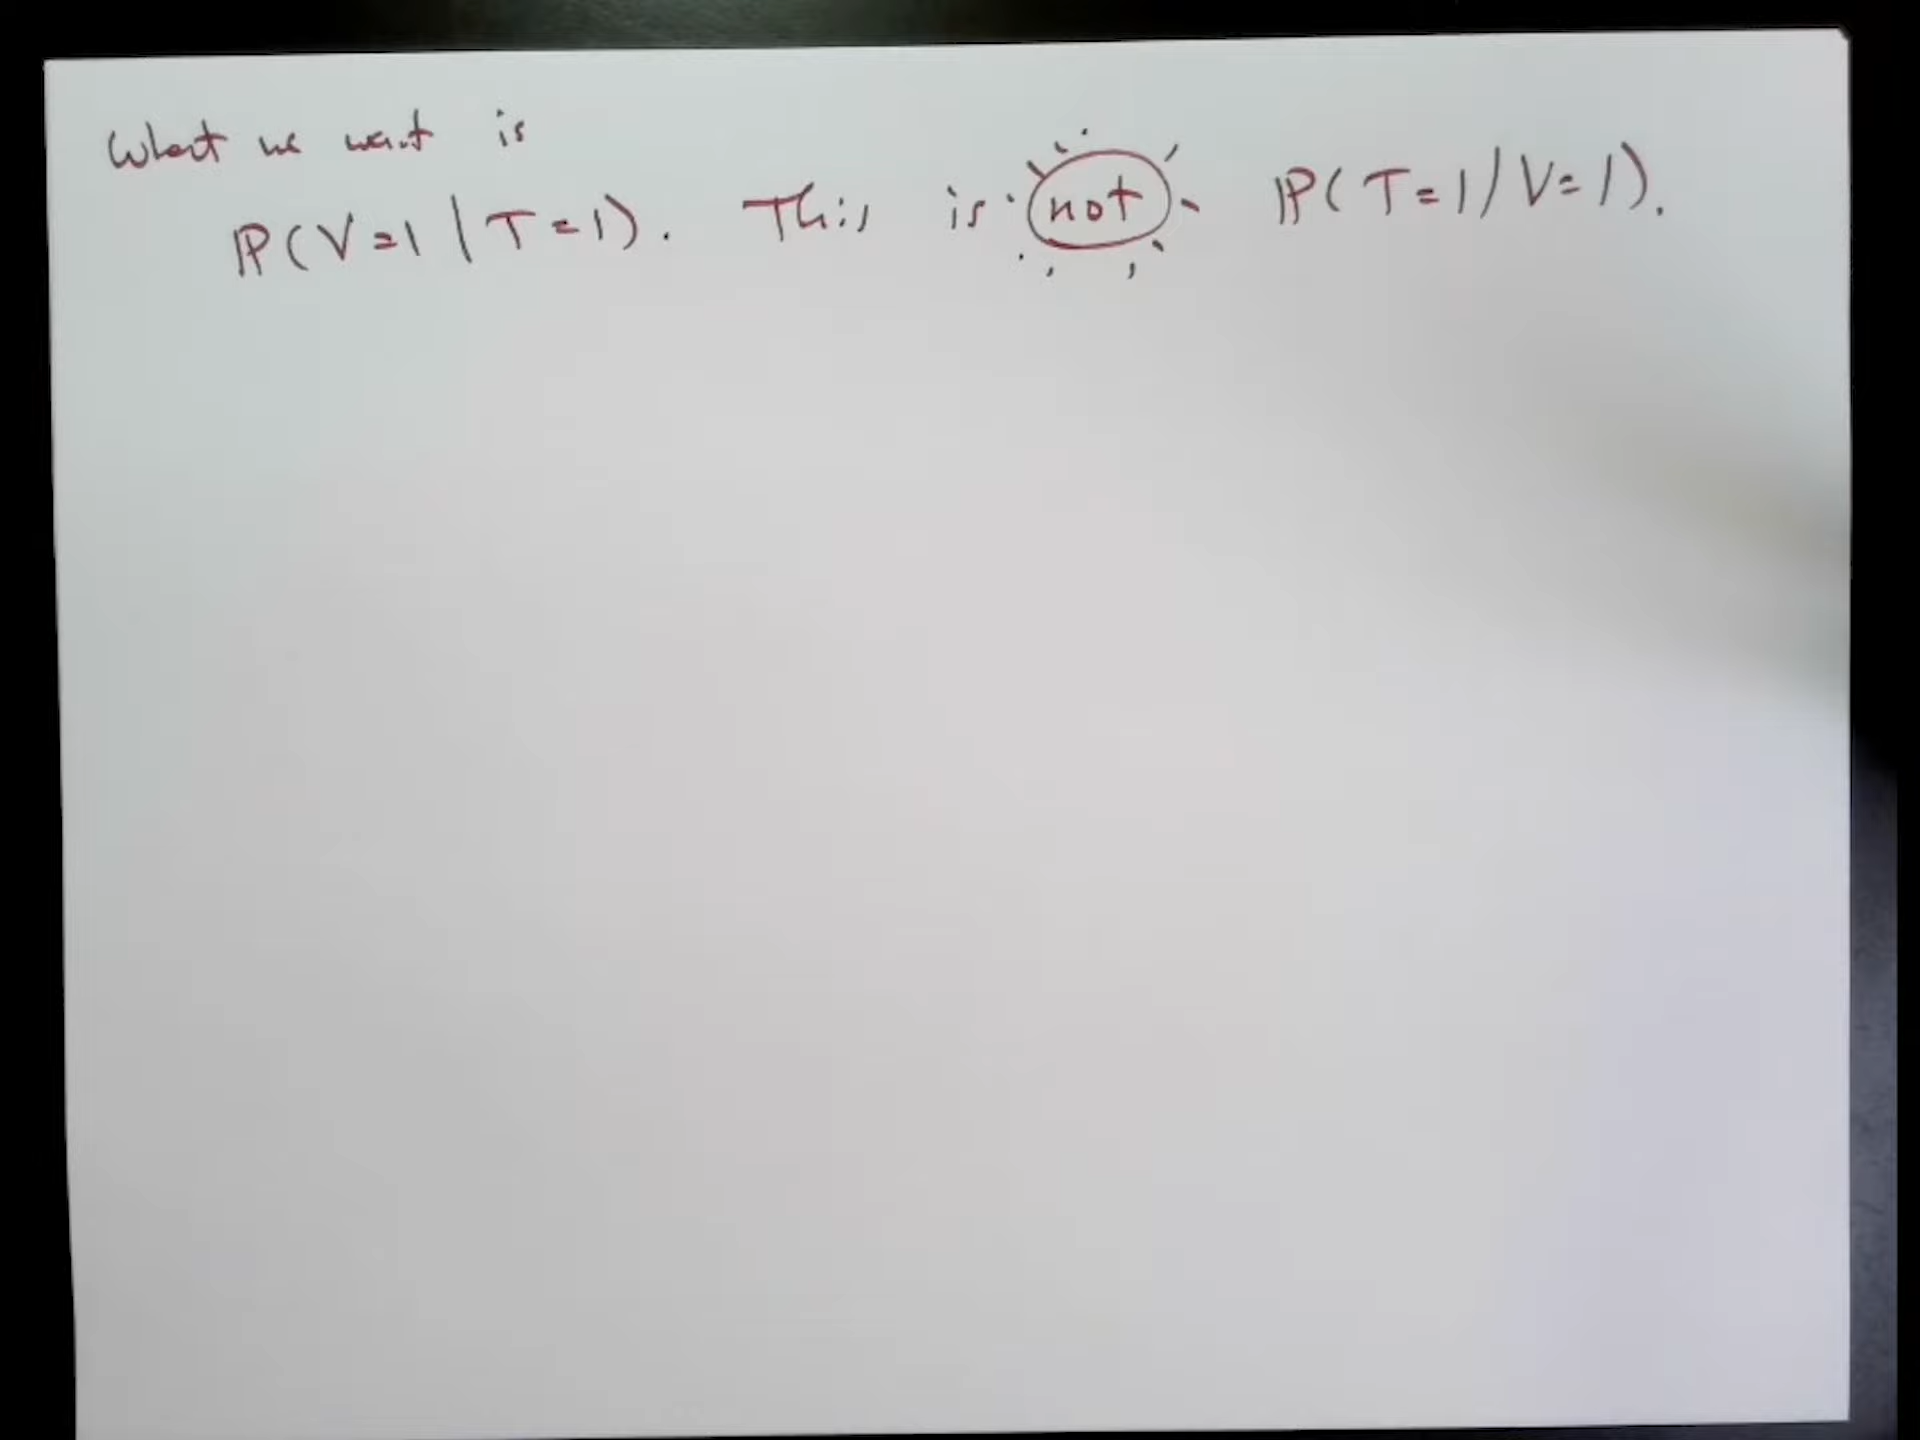 What we want is
ℙ(V=1 | T=1). This is not ℙ(T=1/V=1).